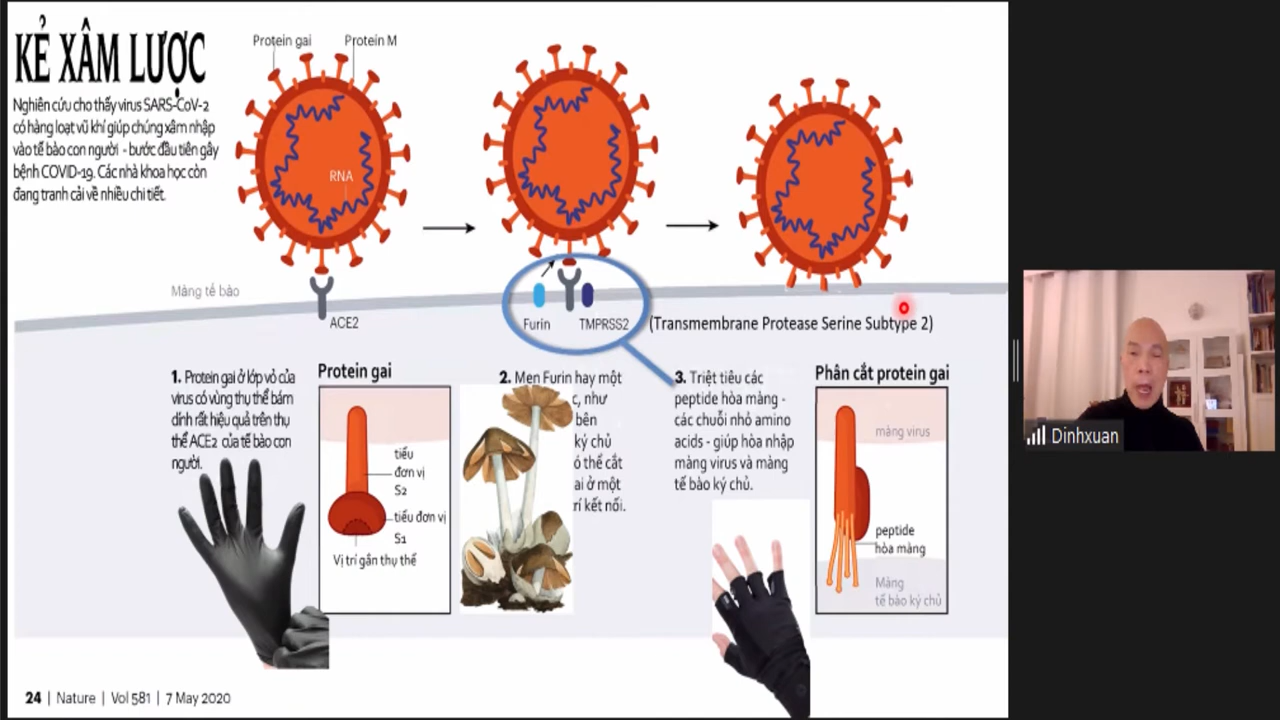 KẺ XÂM LƯỢC
Nghiên cứu cho thấy virus SARS-CoV-2
có hàng loạt vũ khí giúp chúng xâm nhập
vào tế bào con người - bước đầu tiên gây
bệnh COVID-19. Các nhà khoa học còn
đang tranh cải về nhiều chi tiết.
Protein gai
Protein M
RNA
Màng tế bào
ACE2
Furin
TMPRSS2
(Transmembrane Protease Serine Subtype 2)
1. Protein gai ở lớp vỏ của
virus có vùng thụ thể bám
dính rất hiệu quả trên thụ
thể ACE2 của tế bào con
người.
Protein gai
tiểu
đơn vị
S2
tiểu đơn vị
S1
Vị trí gắn thụ thể
2. Men Furin hay một
như
bên
ký chủ
thể cắt
ở một
kết nối.
3. Triệt tiêu các
peptide hòa màng -
các chuỗi nhỏ amino
acids - giúp hòa nhập
màng virus và màng
tế bào ký chủ.
Phân cắt protein gai
màng virus
peptide
hòa màng
Màng
tế bào ký chủ
24 | Nature | Vol 581 | 7 May 2020
Dinhxuan